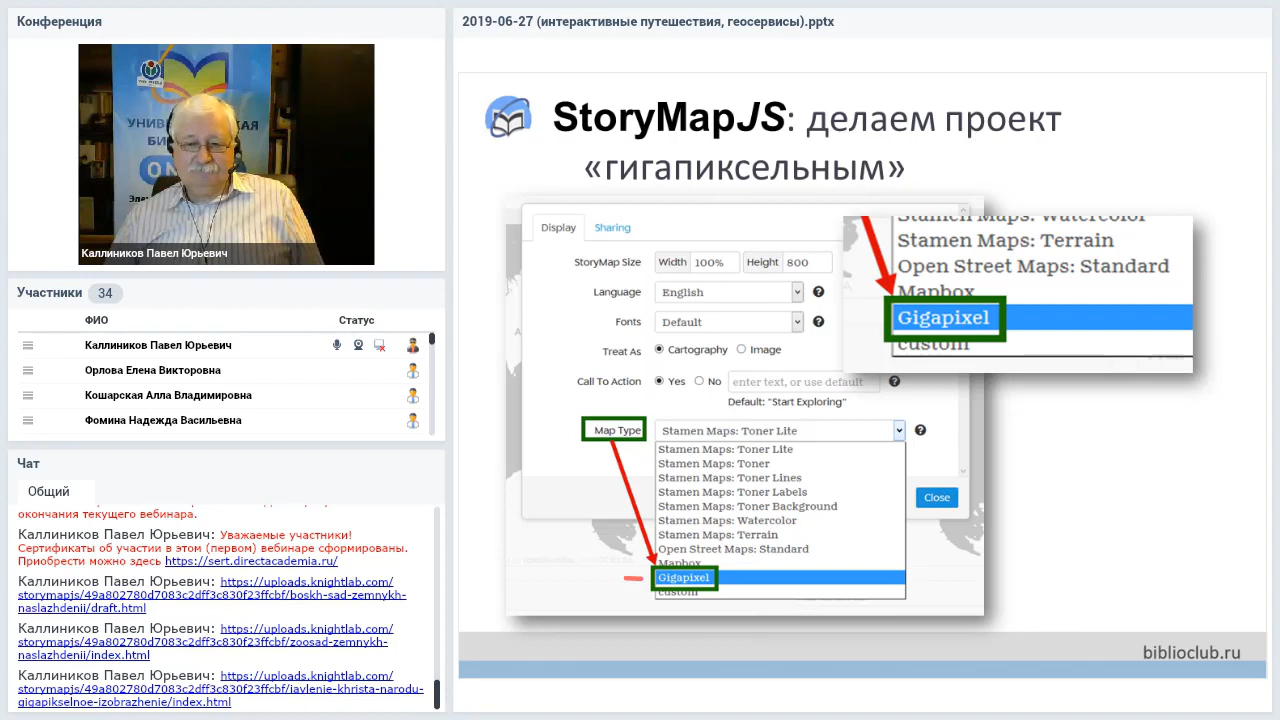 Конференция
УНИВ
СКАЯ
БИ
Эле
Каллиников Павел Юрьевич
Участники 34
ФИО Статус
Каллиников Павел Юрьевич
Орлова Елена Викторовна
Кошарская Алла Владимировна
Фомина Надежда Васильевна
Чат
Общий
окончания текущего вебинара.
Каллиников Павел Юрьевич: Уважаемые участники!
Сертификаты об участии в этом (первом) вебинаре сформированы.
Приобрести можно здесь https://sert.directacademia.ru/
Каллиников Павел Юрьевич: https://uploads.knightlab.com/
storymapjs/49a802780d7083c2dff3c830f23ffcbf/boskh-sad-zemnykh-
naslazhdenii/draft.html
Каллиников Павел Юрьевич: https://uploads.knightlab.com/
storymapjs/49a802780d7083c2dff3c830f23ffcbf/zoosad-zemnykh-
naslazhdenii/index.html
Каллиников Павел Юрьевич: https://uploads.knightlab.com/
storymapjs/49a802780d7083c2dff3c830f23ffcbf/iavlenie-khrista-narodu-
gigapikselnoe-izobrazhenie/index.html
2019-06-27 (интерактивные путешествия, геосервисы).pptx
StoryMapJS: делаем проект
«гигапиксельным»
Display Sharing
StoryMap Size Width 100% Height 800
Language English
Fonts Default
Treat As Cartography Image
Call To Action Yes No enter text, or use default
Default: "Start Exploring"
Map Type Stamen Maps: Toner Lite
Stamen Maps: Toner Lite
Stamen Maps: Toner
Stamen Maps: Toner Lines
Stamen Maps: Toner Labels
Stamen Maps: Toner Background
Stamen Maps: Watercolor
Stamen Maps: Terrain
Open Street Maps: Standard
Mapbox
Gigapixel
custom
Close
Stamen Maps: Watercolor
Stamen Maps: Terrain
Open Street Maps: Standard
Mapbox
Gigapixel
custom
biblioclub.ru